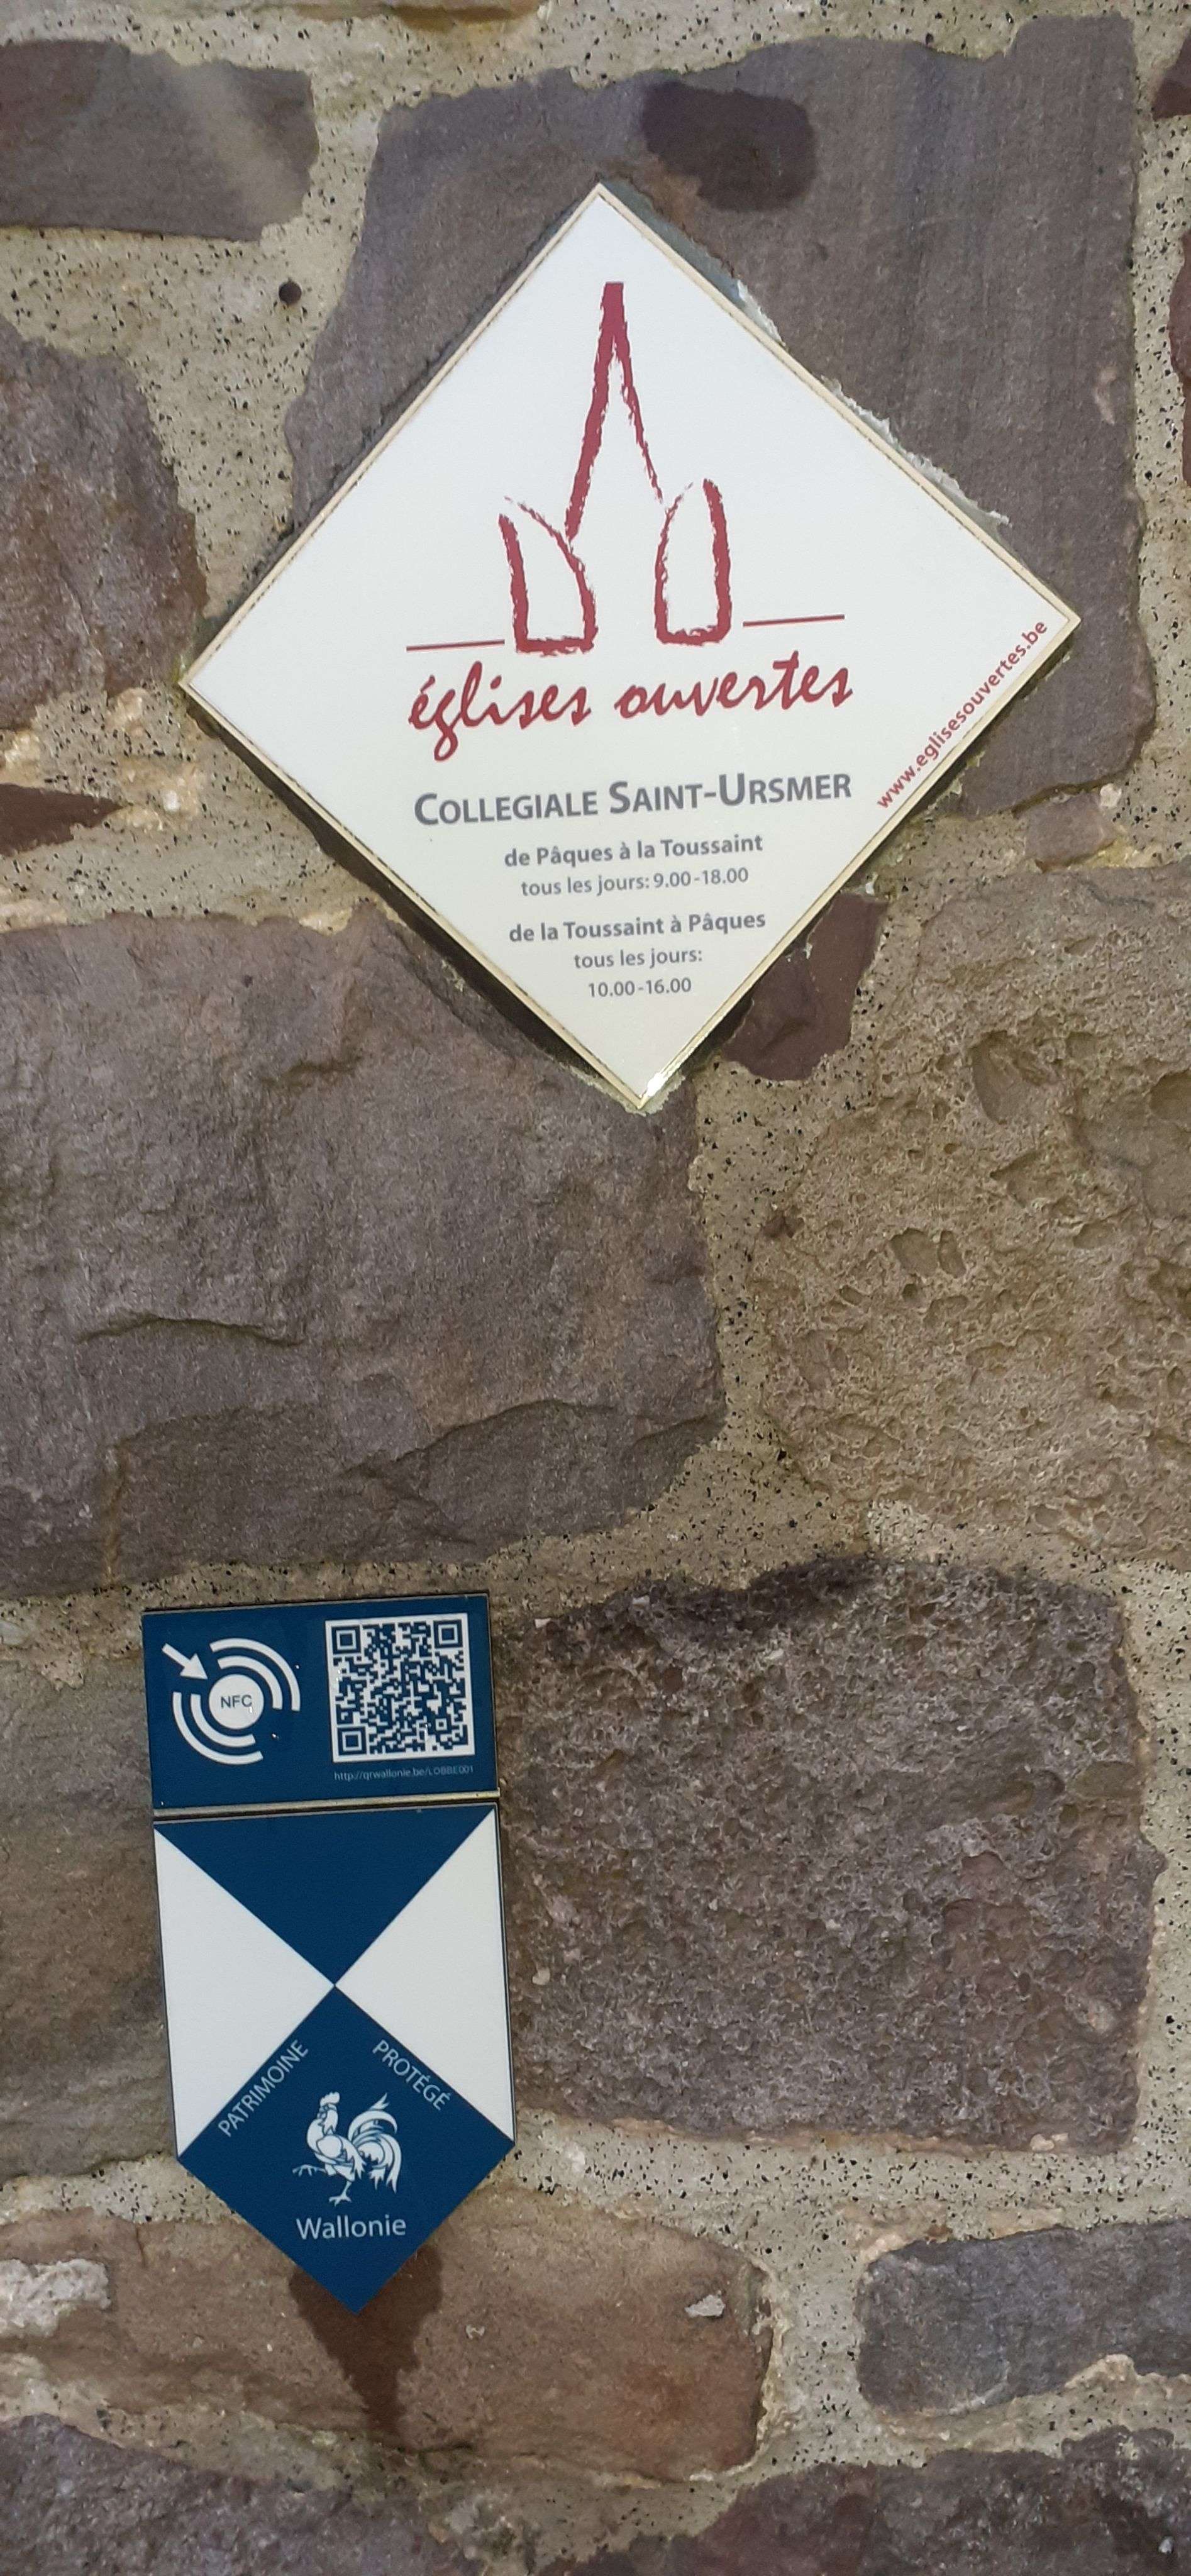 églises ouvertes
www.eglisesouvertes.be
COLLEGIALE SAINT-URSMER
de Pâques à la Toussaint
tous les jours: 9.00-18.00
de la Toussaint à Pâques
tous les jours:
10.00-16.00
NFC
http://qrwallonie.be/LOBBE001
PATRIMOINE
PROTÉGÉ
Wallonie